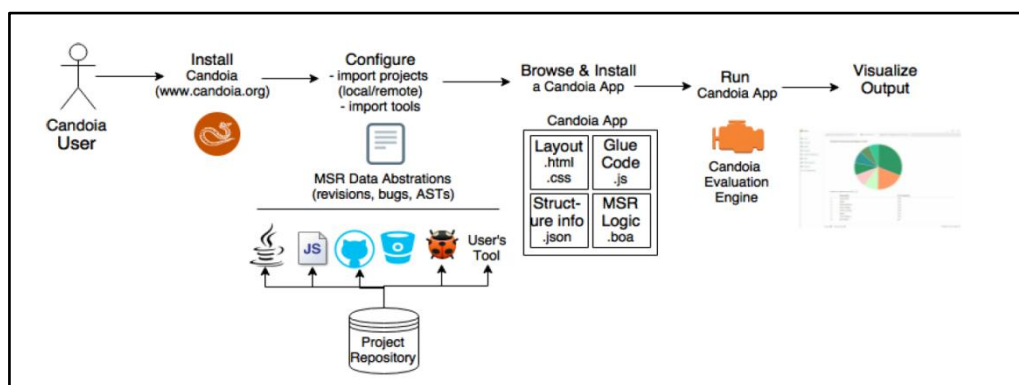 Candoia
User
Install
Candoia
(www.candoia.org)
Configure
- import projects
(local/remote)
- import tools
MSR Data Abstrations
(revisions, bugs, ASTs)
JS
User's
Tool
Project
Repository
Browse & Install
a Candoia App
Candoia App
Layout
.html
.css
Glue
Code
.js
Struct-
ure info
.json
MSR
Logic
.boa
Run
Candoia App
Candoia
Evaluation
Engine
Visualize
Output